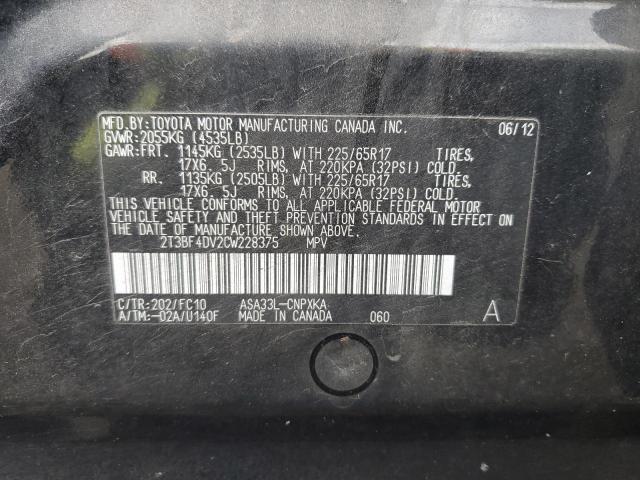 MFD.BY:TOYOTA MOTOR MANUFACTURING CANADA INC. 06/12
GVWR:2055KG (4535LB)
GAWR:FRT. 1145KG (2535LB) WITH 225/65R17 TIRES,
17X6 .5J RIMS, AT 220KPA (32PSI) COLD.
RR. 1135KG (2505LB) WITH 225/65R17 TIRES,
17X6 .5J RIMS, AT 220KPA (32PSI) COLD.
THIS VEHICLE CONFORMS TO ALL APPLICABLE FEDERAL MOTOR
VEHICLE SAFETY AND THEFT PREVENTION STANDARDS IN EFFECT ON
THE DATE OF MANUFACTURE SHOWN ABOVE.
2T3BF4DV2CW228375 MPV
C/TR:202/FC10 ASA33L-CNPXKA
A/TM:-02A/U140F MADE IN CANADA 060 A